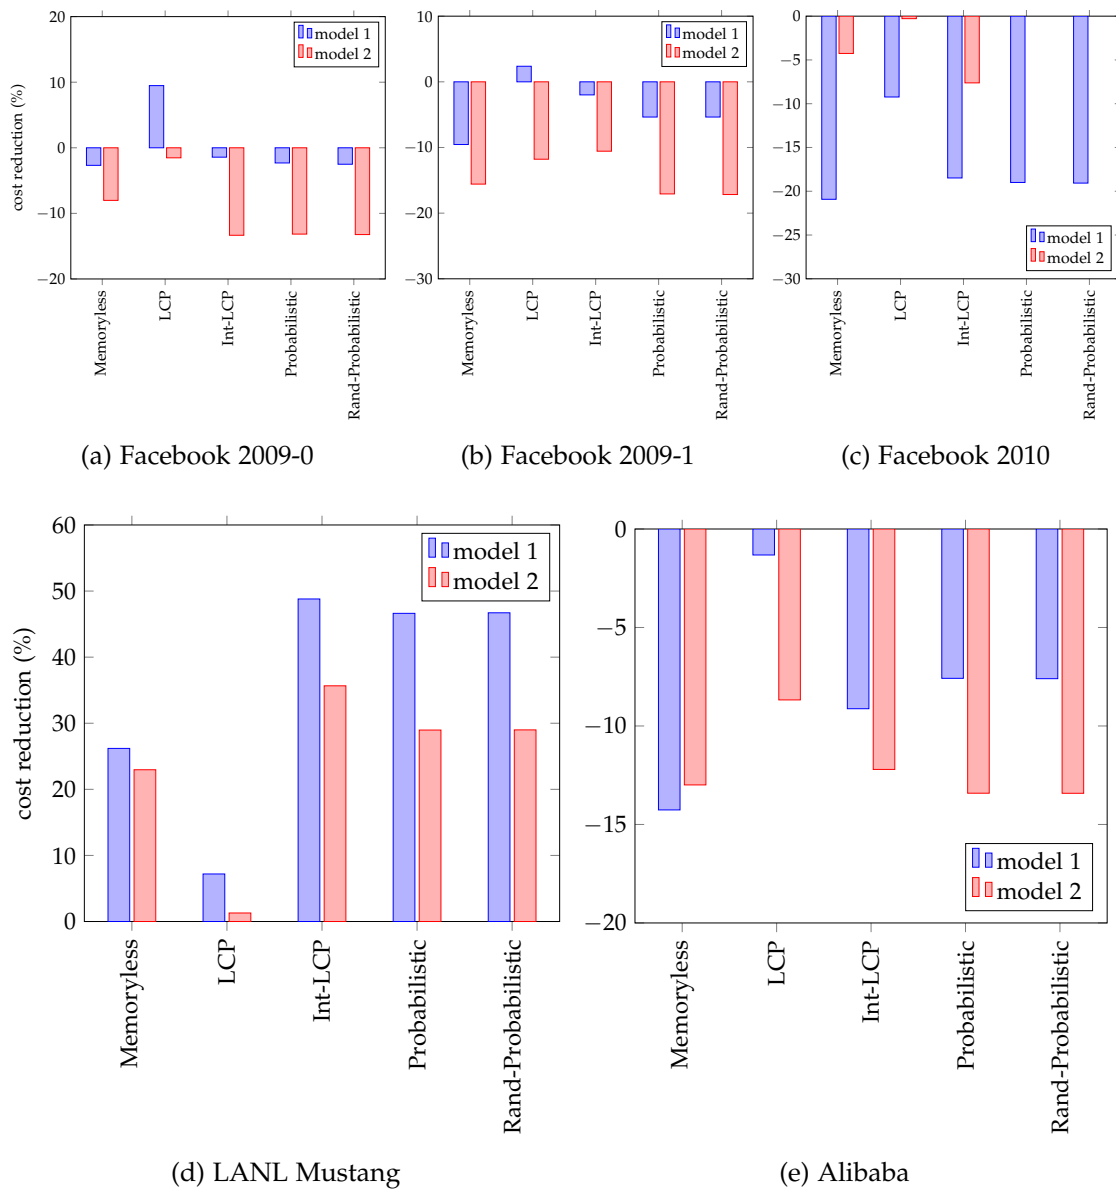 cost reduction (%)
20
10
0
−10
−20
model 1
model 2
Memoryless
LCP
Int-LCP
Probabilistic
Rand-Probabilistic
(a) Facebook 2009-0
10
0
−10
−20
−30
model 1
model 2
Memoryless
LCP
Int-LCP
Probabilistic
Rand-Probabilistic
(b) Facebook 2009-1
0
−5
−10
−15
−20
−25
−30
model 1
model 2
Memoryless
LCP
Int-LCP
Probabilistic
Rand-Probabilistic
(c) Facebook 2010
cost reduction (%)
60
50
40
30
20
10
0
model 1
model 2
Memoryless
LCP
Int-LCP
Probabilistic
Rand-Probabilistic
(d) LANL Mustang
0
−5
−10
−15
−20
model 1
model 2
Memoryless
LCP
Int-LCP
Probabilistic
Rand-Probabilistic
(e) Alibaba